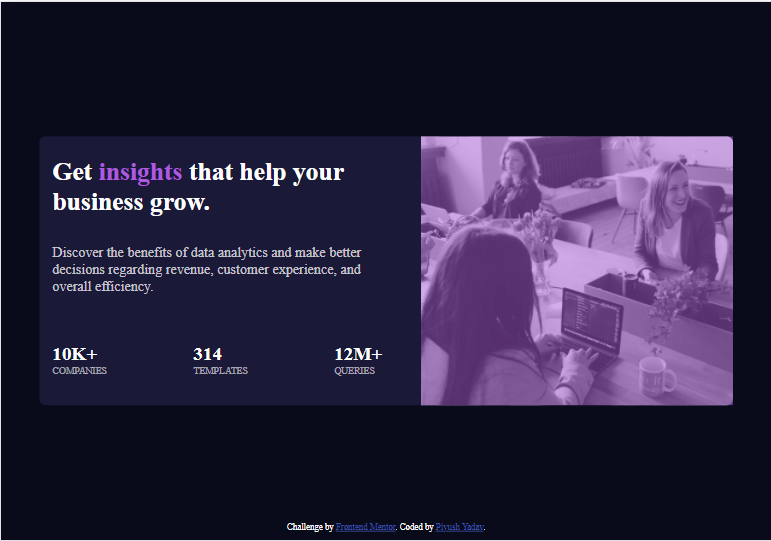 Get insights that help your
business grow.
Discover the benefits of data analytics and make better
decisions regarding revenue, customer experience, and
overall efficiency.
10K+ 314 12M+
COMPANIES TEMPLATES QUERIES
Challenge by Frontend Mentor. Coded by Piyush Yadav.